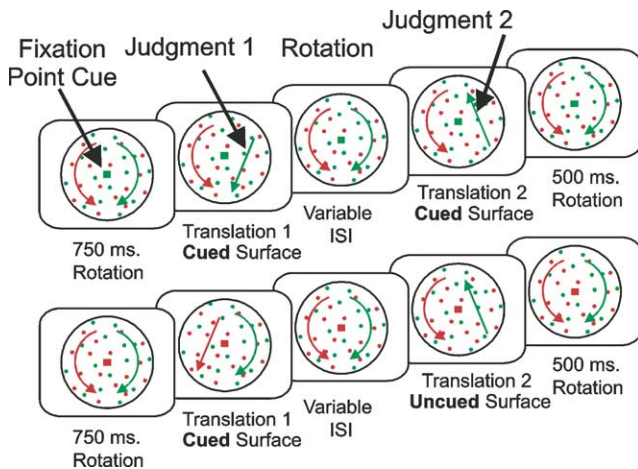 Fixation
Point Cue
Judgment 1
Rotation
Judgment 2
750 ms.
Rotation
Translation 1
Cued Surface
Variable
ISI
Translation 2
Cued Surface
500 ms.
Rotation
750 ms.
Rotation
Translation 1
Cued Surface
Variable
ISI
Translation 2
Uncued Surface
500 ms.
Rotation